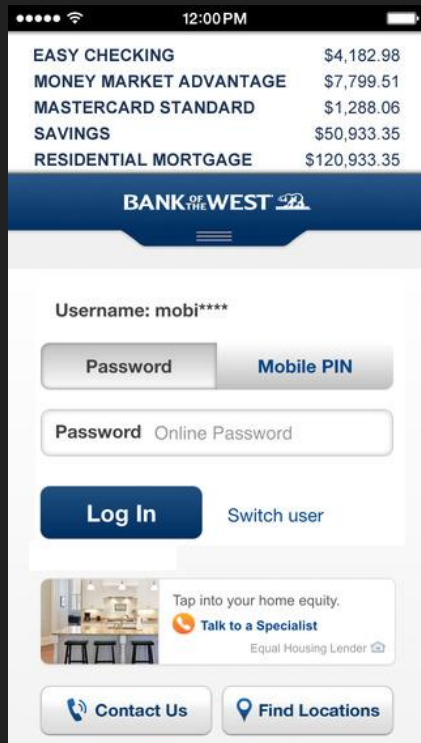 12:00 PM
EASY CHECKING $4,182.98
MONEY MARKET ADVANTAGE $7,799.51
MASTERCARD STANDARD $1,288.06
SAVINGS $50,933.35
RESIDENTIAL MORTGAGE $120,933.35
BANK OF THE WEST
Username: mobi****
Password Mobile PIN
Password Online Password
Log In Switch user
Tap into your home equity.
Talk to a Specialist
Equal Housing Lender
Contact Us Find Locations